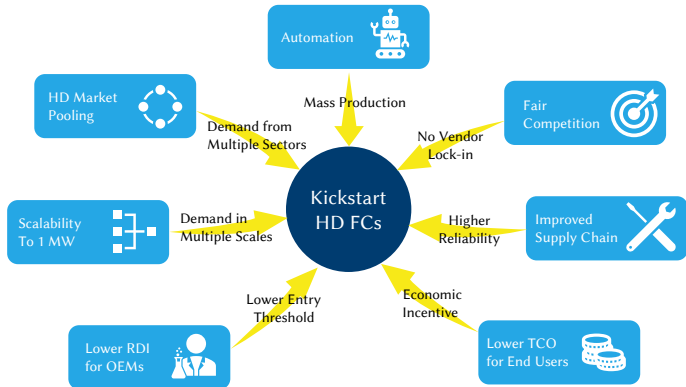 Automation
Mass Production
HD Market
Pooling
Demand from
Multiple Sectors
Fair
Competition
No Vendor
Lock-in
Kickstart
HD FCs
Scalability
To 1 MW
Demand in
Multiple Scales
Higher
Reliability
Improved
Supply Chain
Lower Entry
Threshold
Economic
Incentive
Lower RDI
for OEMs
Lower TCO
for End Users